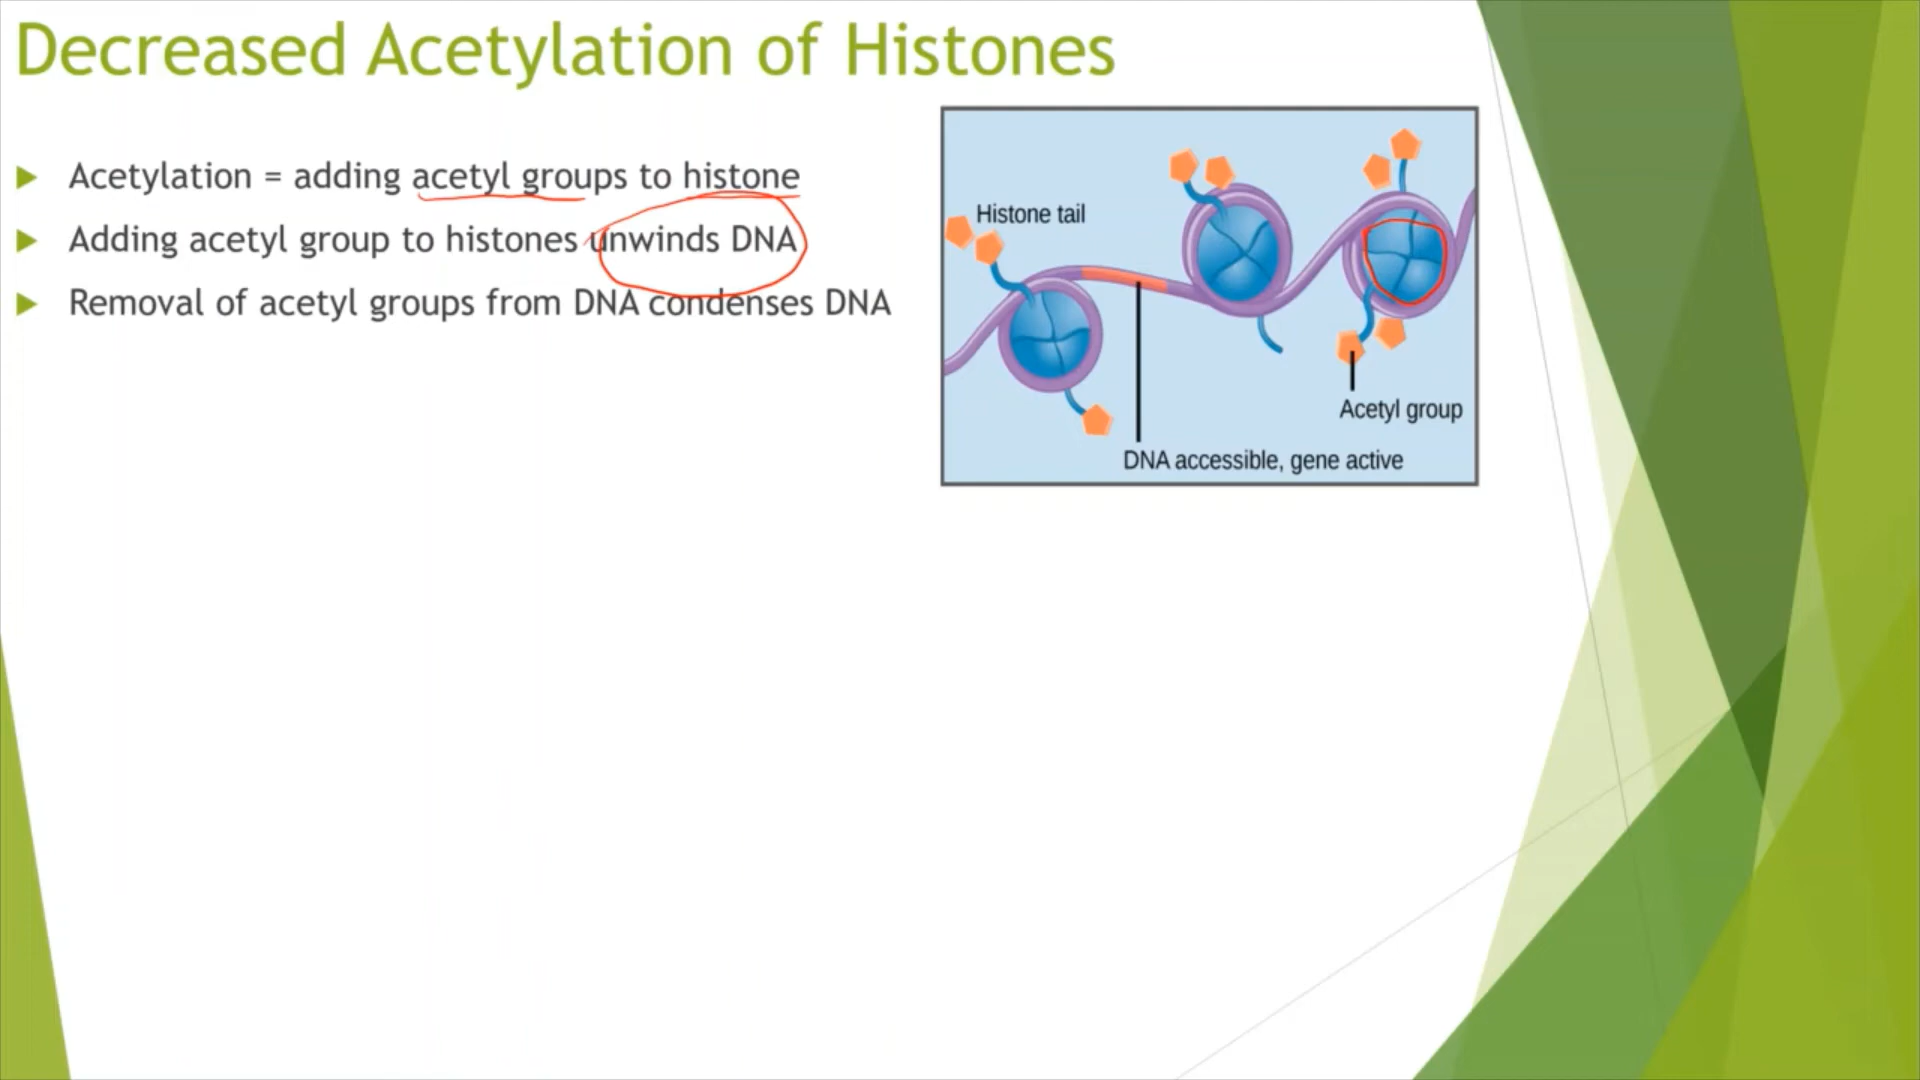 Decreased Acetylation of Histones
Acetylation = adding acetyl groups to histone
Adding acetyl group to histones unwinds DNA
Removal of acetyl groups from DNA condenses DNA
Histone tail
Acetyl group
DNA accessible, gene active